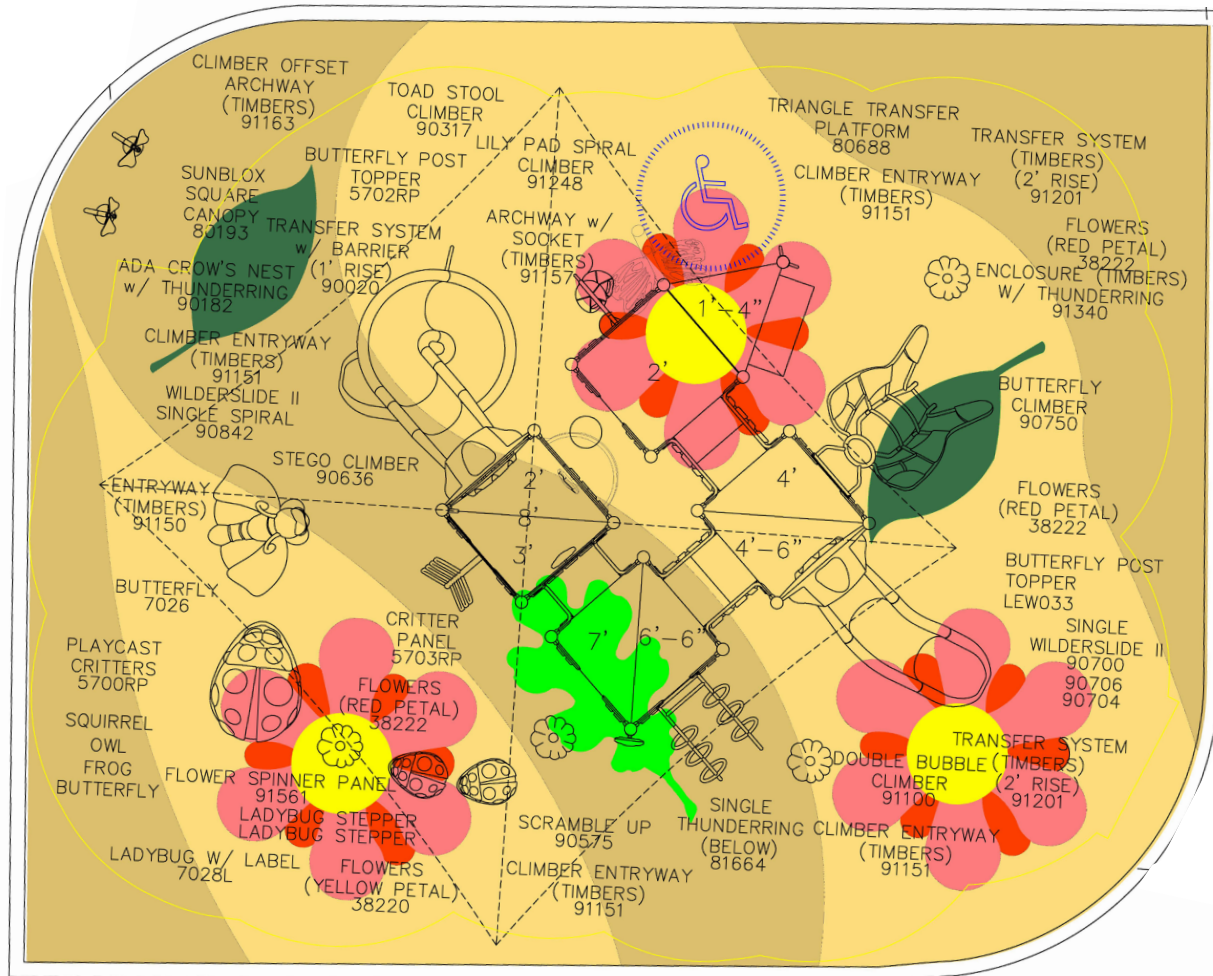 CLIMBER OFFSET
ARCHWAY
(TIMBERS)
91163
TOAD STOOL
CLIMBER
90317
LILY PAD SPIRAL
CLIMBER
91248
TRIANGLE TRANSFER
PLATFORM
80688
TRANSFER SYSTEM
(TIMBERS)
(2' RISE)
91201
CLIMBER ENTRYWAY
(TIMBERS)
91151
SUNBLOX
SQUARE
CANOPY
80193
BUTTERFLY POST
TOPPER
5702RP
TRANSFER SYSTEM
w/ BARRIER
(1' RISE)
90020
ARCHWAY w/
SOCKET
(TIMBERS)
91157
FLOWERS
(RED PETAL)
38222
ENCLOSURE (TIMBERS)
W/ THUNDERRING
91340
ADA CROW'S NEST
w/ THUNDERRING
90182
CLIMBER ENTRYWAY
(TIMBERS)
91151
WILDERSLIDE II
SINGLE SPIRAL
90842
STEGO CLIMBER
90636
1'-4"
2'
BUTTERFLY
CLIMBER
90750
ENTRYWAY
(TIMBERS)
91150
2'
8'
3'
4'
4'-6"
FLOWERS
(RED PETAL)
38222
BUTTERFLY POST
TOPPER
LEW033
BUTTERFLY
7026
CRITTER
PANEL
5703RP
7'
6'-6"
SINGLE
WILDERSLIDE II
90700
90706
90704
PLAYCAST
CRITTERS
5700RP
SQUIRREL
OWL
FROG
BUTTERFLY
FLOWERS
(RED PETAL)
38222
FLOWER SPINNER PANEL
91561
LADYBUG STEPPER
LADYBUG STEPPER
LADYBUG W/ LABEL
7028L
FLOWERS
(YELLOW PETAL)
38220
SCRAMBLE UP
90575
CLIMBER ENTRYWAY
(TIMBERS)
91151
SINGLE
THUNDERRING
(BELOW)
81664
DOUBLE BUBBLE
CLIMBER
91100
TRANSFER SYSTEM
(TIMBERS)
(2' RISE)
91201
CLIMBER ENTRYWAY
(TIMBERS)
91151